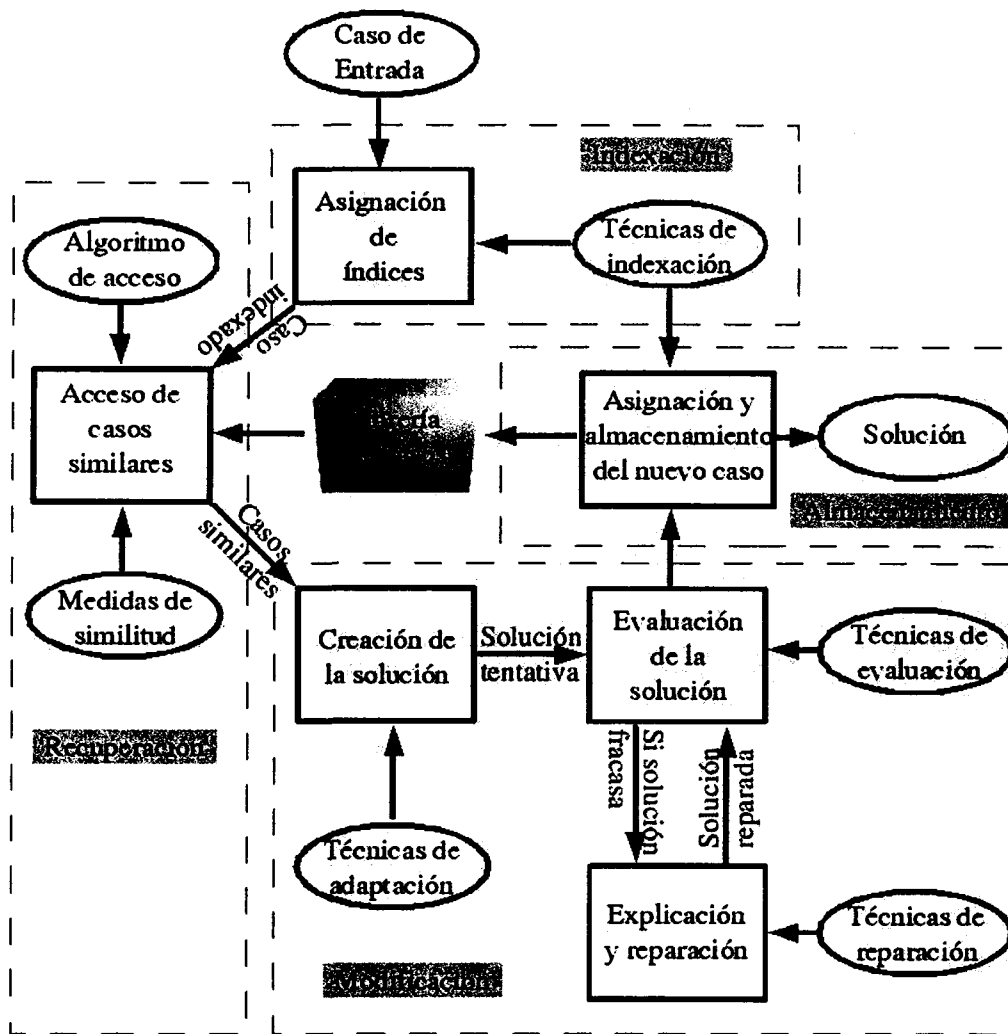 Caso de
Entrada
Indexación
Asignación
de
índices
Técnicas de
indexación
Algoritmo
de acceso
Caso
indexado
Acceso de
casos
similares
Asignación y
almacenamiento
del nuevo caso
Solución
Almacenamiento
Casos
similares
Medidas de
similitud
Creación de
la solución
Solución
tentativa
Evaluación
de la
solución
Técnicas de
evaluación
Recuperación
Si solución
fracasa
Solución
reparada
Técnicas de
adaptación
Explicación
y reparación
Técnicas de
reparación
Modificación